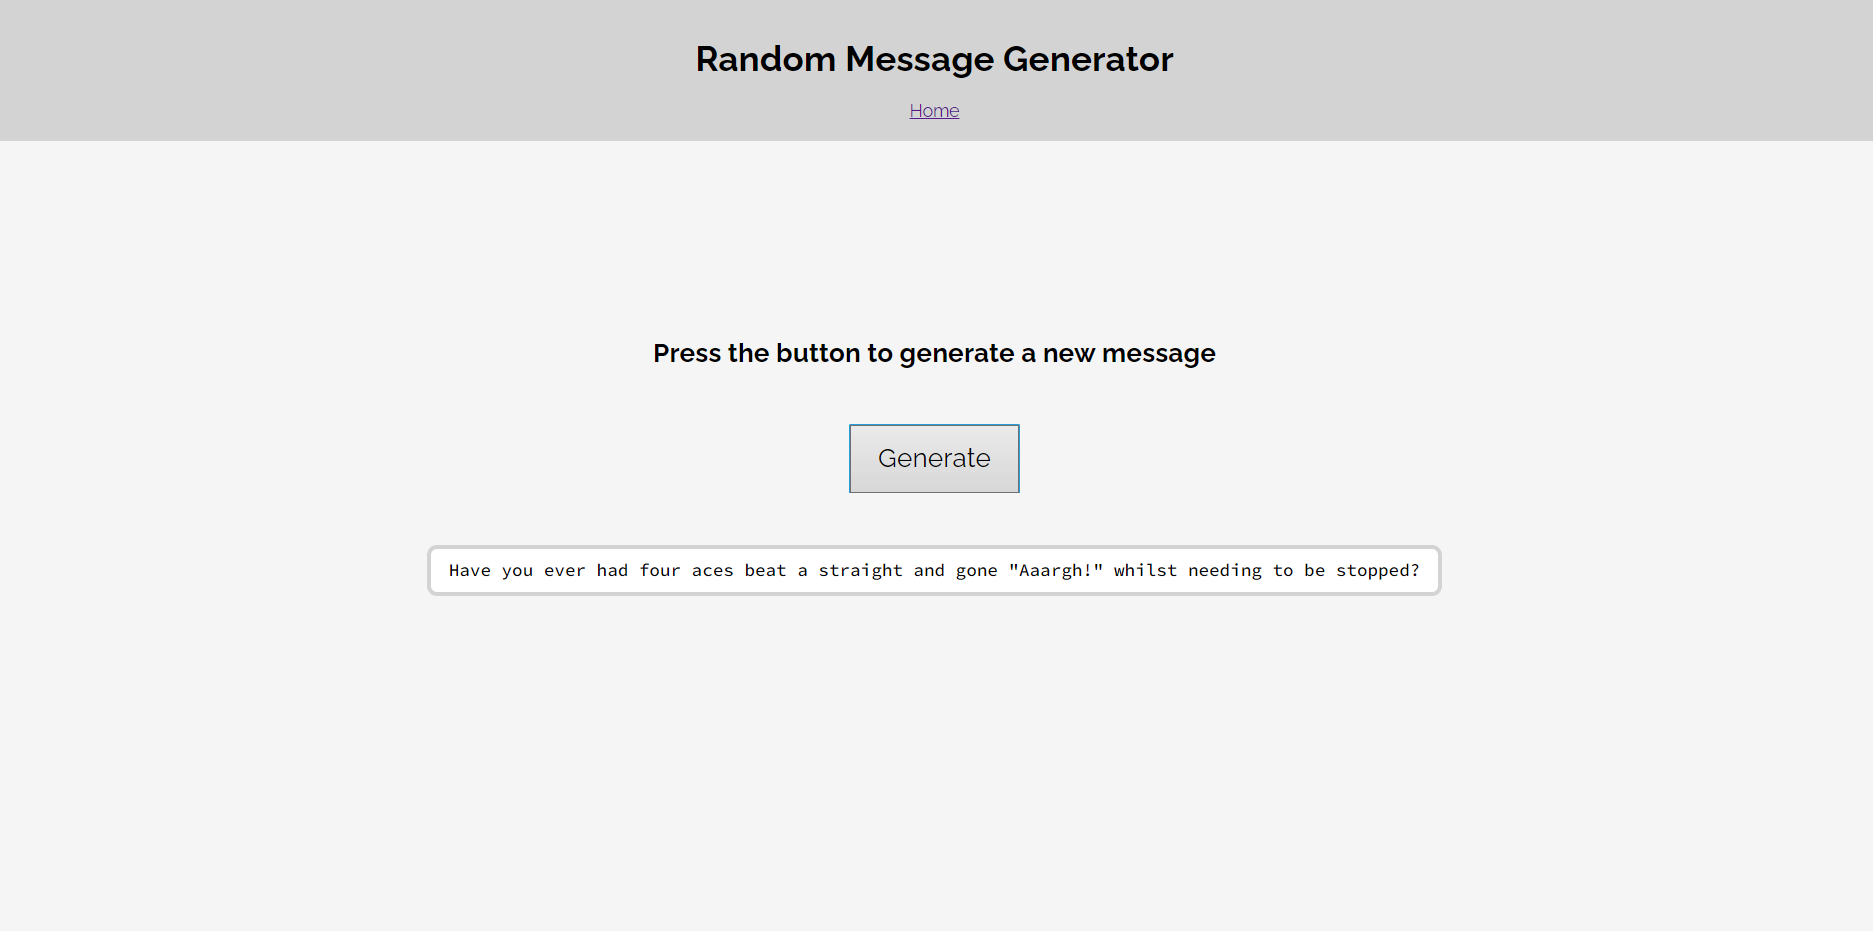 Random Message Generator
Home
Press the button to generate a new message
Generate
Have you ever had four aces beat a straight and gone "Aaargh!" whilst needing to be stopped?